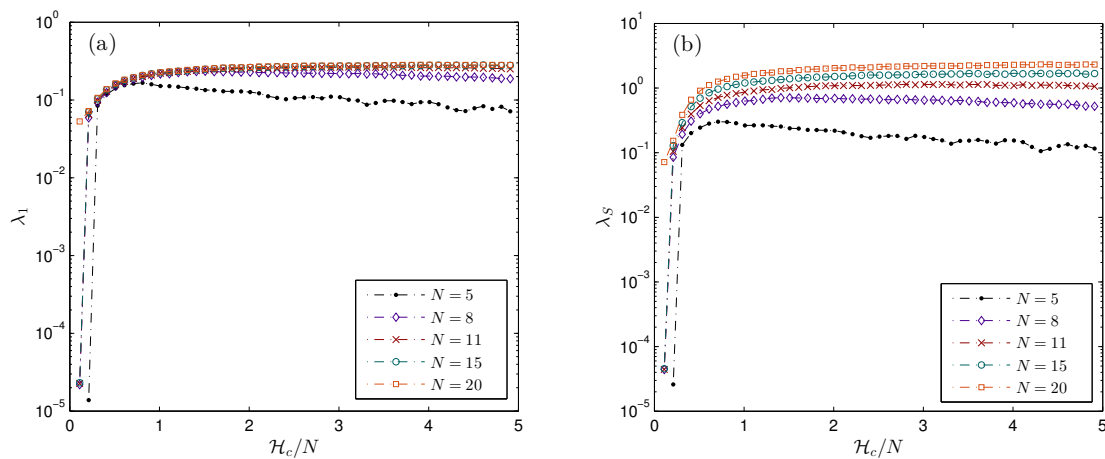 (a)
10^0
10^−1
10^−2
10^−3
10^−4
10^−5
λ_1
0 1 2 3 4 5
ℋ_c/N
N = 5
N = 8
N = 11
N = 15
N = 20
(b)
10^1
10^0
10^−1
10^−2
10^−3
10^−4
10^−5
λ_S
0 1 2 3 4 5
ℋ_c/N
N = 5
N = 8
N = 11
N = 15
N = 20